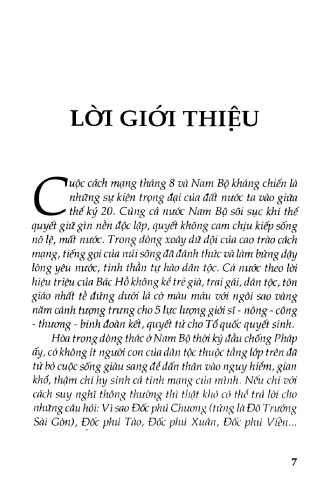 LỜI GIỚI THIỆU
Cuộc cách mạng tháng 8 và Nam Bộ kháng chiến là
những sự kiện trọng đại của đất nước ta vào giữa
thế kỷ 20. Cùng cả nước Nam Bộ sôi sục khí thế
quyết giữ gìn nền độc lập, quyết không cam chịu kiếp sống
nô lệ, mất nước. Trong dòng xoáy dữ dội của cao trào cách
mạng, tiếng gọi của núi sông đã đánh thức và làm bừng dậy
lòng yêu nước, tinh thần tự hào dân tộc. Cả nước theo lời
hiệu triệu của Bác Hồ không kể trẻ già, trai gái, dân tộc, tôn
giáo nhất tề đứng dưới lá cờ màu máu với ngôi sao vàng
năm cánh tượng trưng cho 5 lực lượng giới sĩ - nông - công
- thương - binh đoàn kết, quyết tử cho Tổ quốc quyết sinh.
Hòa trong dòng thác ở Nam Bộ thời kỳ đầu chống Pháp
ấy, có không ít người con của dân tộc thuộc tầng lớp trên đã
từ bỏ cuộc sống giàu sang để dấn thân vào nguy hiểm, gian
khổ, thậm chí hy sinh cả tính mạng của mình. Nếu chỉ với
cách suy nghĩ thông thường thì thật khó có thể trả lời cho
những câu hỏi: Vì sao Đốc phủ Chương (từng là Đô Trưởng
Sài Gòn), Đốc phủ Tào, Đốc phủ Xuân, Đốc phủ Viện...
7